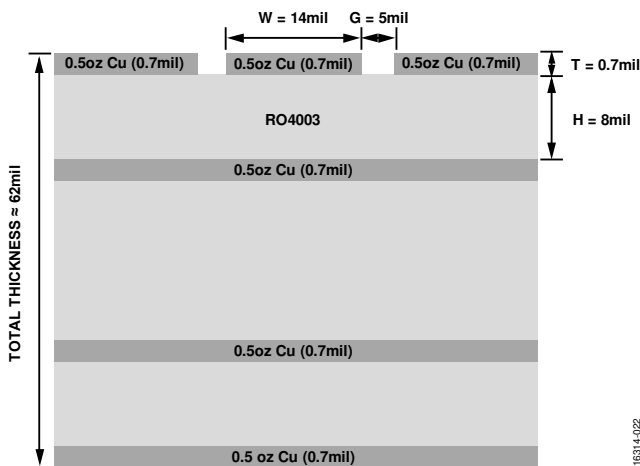 W = 14mil
G = 5mil
0.5oz Cu (0.7mil)
0.5oz Cu (0.7mil)
0.5oz Cu (0.7mil)
T = 0.7mil
RO4003
H = 8mil
0.5oz Cu (0.7mil)
TOTAL THICKNESS ≈ 62mil
0.5oz Cu (0.7mil)
0.5 oz Cu (0.7mil)
16314-022